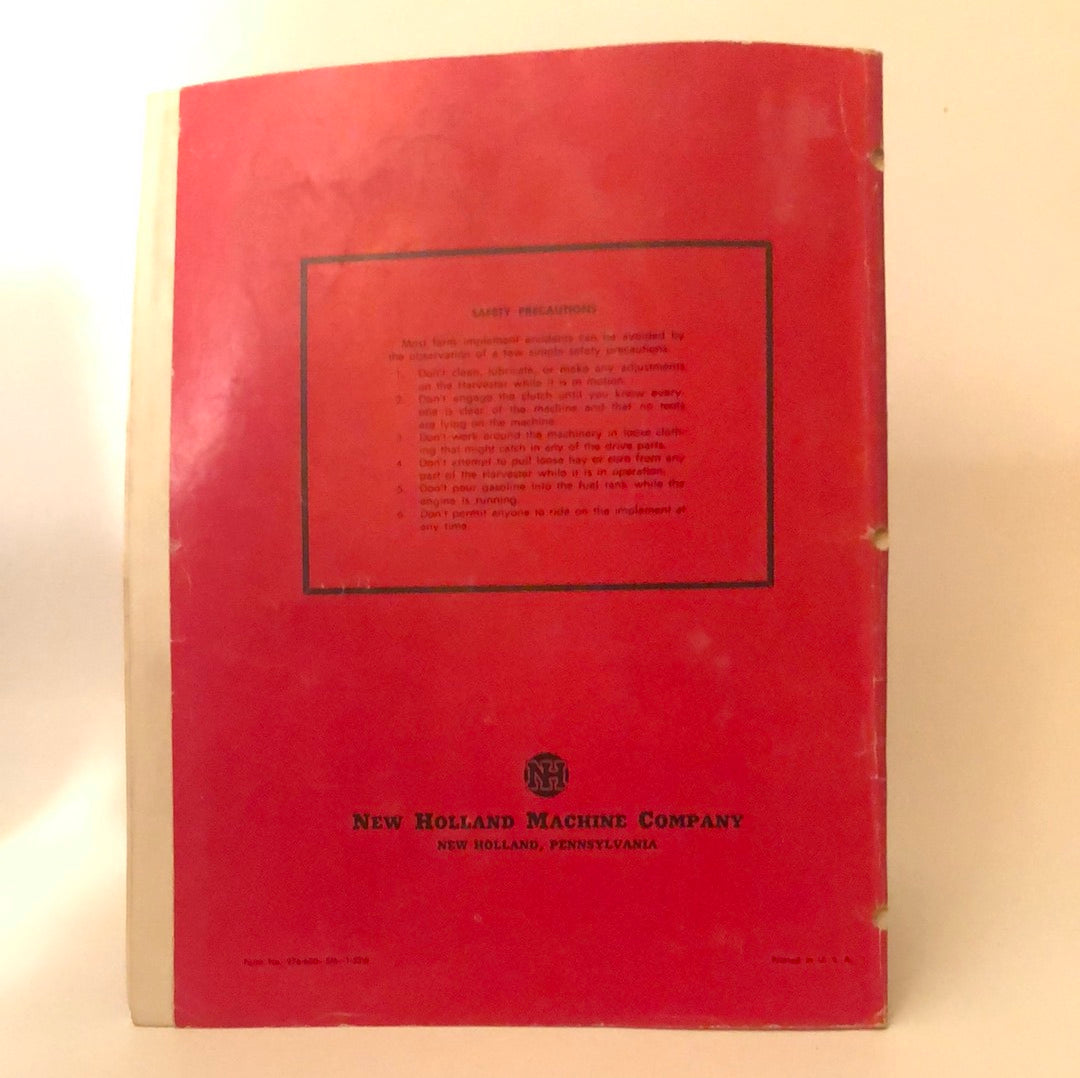 SAFETY PRECAUTIONS
Most farm implement accidents can be avoided by
the observation of a few simple safety precautions.
1. Don't clean, lubricate, or make any adjustments
on the Harvester while it is in motion.
2. Don't engage the clutch until you know every-
one is clear of the machine and that no tools
are lying on the machine.
3. Don't work around the machinery in loose cloth-
ing that might catch in any of the drive parts.
4. Don't attempt to pull loose hay or corn from any
part of the Harvester while it is in operation.
5. Don't pour gasoline into the fuel tank while the
engine is running.
6. Don't permit anyone to ride on the implement at
any time.
NH
NEW HOLLAND MACHINE COMPANY
NEW HOLLAND, PENNSYLVANIA
Form No.
Printed in U. S. A.